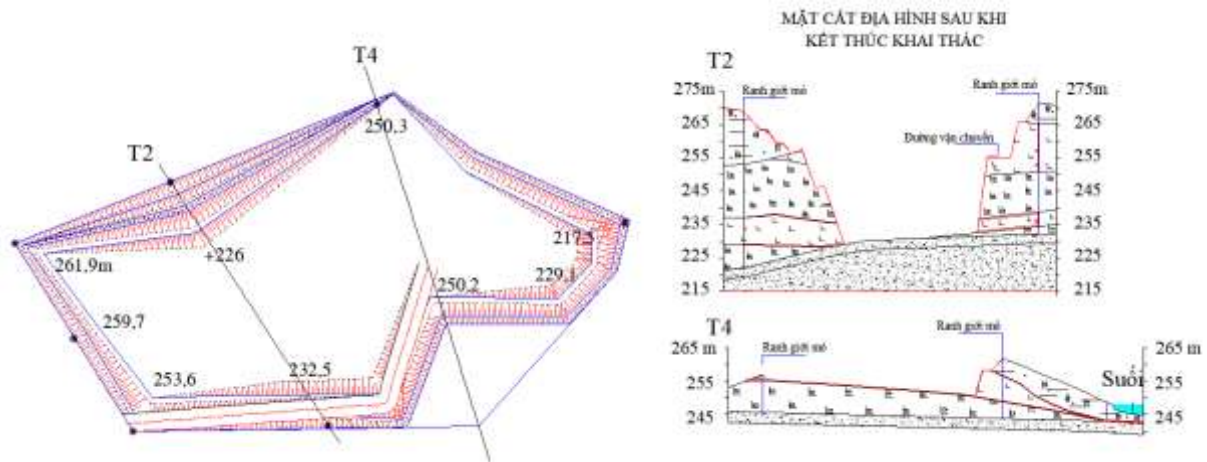 T4
250.3
T2
217.5
+226
261,9m
229.1
250.2
259.7
253,6
232.5
MẶT CẮT ĐỊA HÌNH SAU KHI
KẾT THÚC KHAI THÁC
T2
275m
Ranh giới mỏ
Ranh giới mỏ
275m
265
265
Đường vận chuyển
255
255
245
245
235
235
225
225
215
215
T4
Ranh giới mỏ
265 m
Ranh giới mỏ
265 m
Suối
255
255
245
245